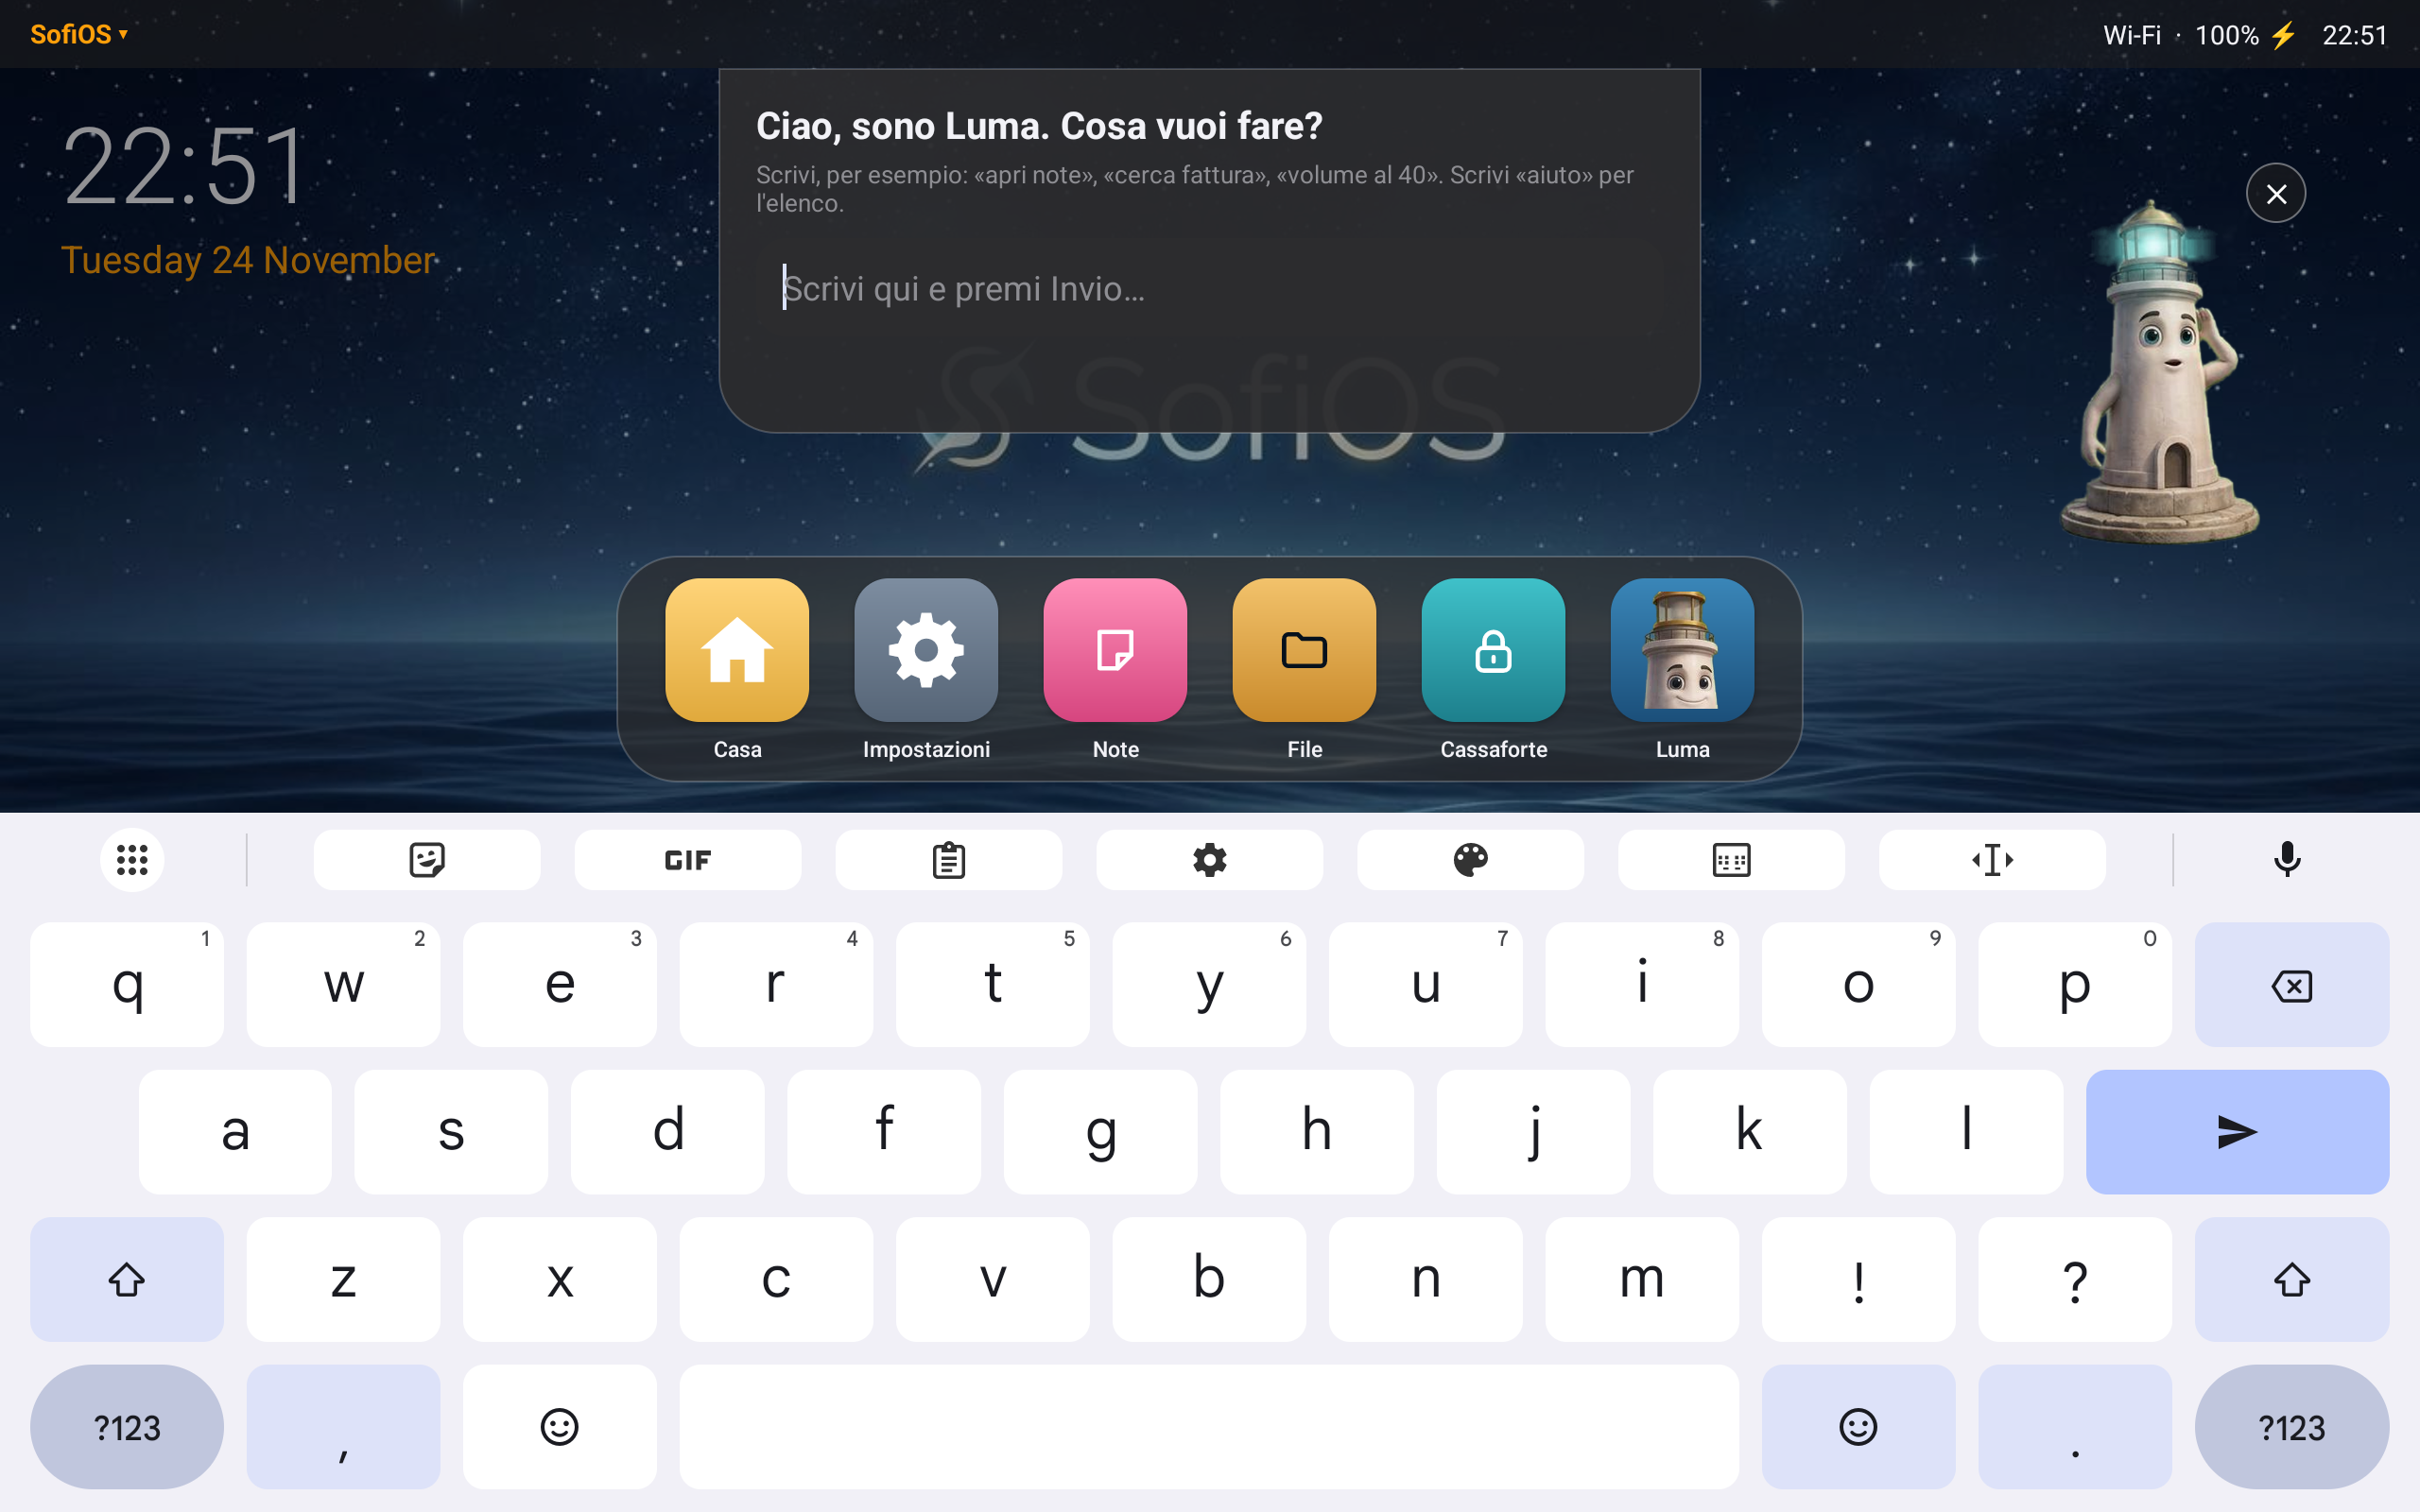 SofiOS ▾
Wi-Fi · 100% ⚡ 22:51
22:51
Tuesday 24 November
Ciao, sono Luma. Cosa vuoi fare?
Scrivi, per esempio: «apri note», «cerca fattura», «volume al 40». Scrivi «aiuto» per
l'elenco.
Scrivi qui e premi Invio…
SofiOS
Casa Impostazioni Note File Cassaforte Luma
GIF
q 1 w 2 e 3 r 4 t 5 y 6 u 7 i 8 o 9 p 0
a s d f g h j k l
z x c v b n m ! ?
?123 , . ?123